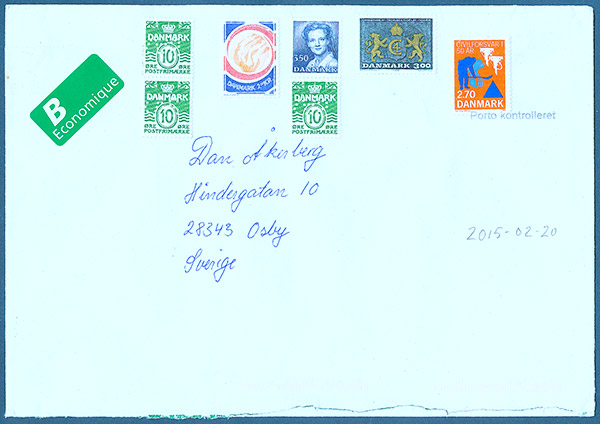 B
Economique
DANMARK
10
ØRE ØRE
POSTFRIMÆRKE
DANMARK
10
ØRE ØRE
POSTFRIMÆRKE
DANMARK
350
DANMARK
DANMARK
10
ØRE ØRE
POSTFRIMÆRKE
DANMARK 3.00
CIVILFORSVAR I
50 ÅR
2.70
DANMARK
Porto kontrolleret
Dan Åkerberg
Hindergatan 10
28343 Osby
Sverige
2015-02-20